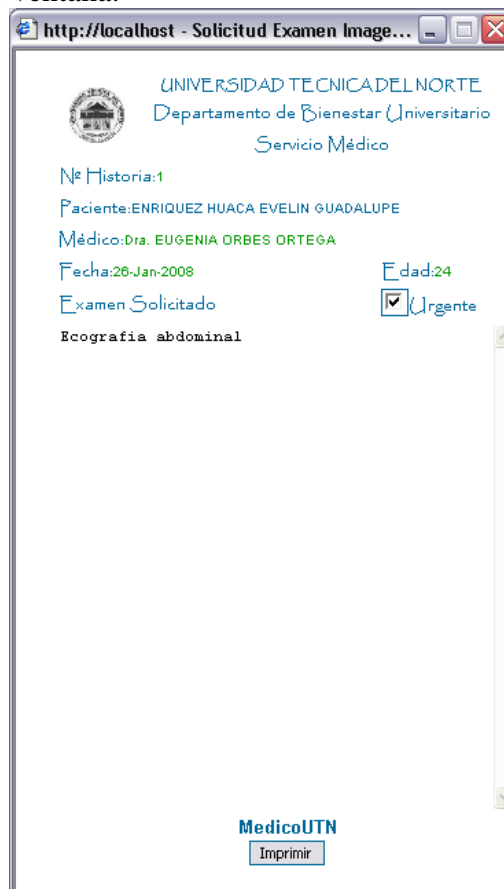 ventana.
http://localhost - Solicitud Examen Image...
UNIVERSIDAD TECNICA DEL NORTE
Departamento de Bienestar Universitario
Servicio Médico
Nº Historia:1
Paciente:ENRIQUEZ HUACA EVELIN GUADALUPE
Médico:Dra. EUGENIA ORBES ORTEGA
Fecha:26-Jan-2008 Edad:24
Examen Solicitado Urgente
Ecografia abdominal
MedicoUTN
Imprimir